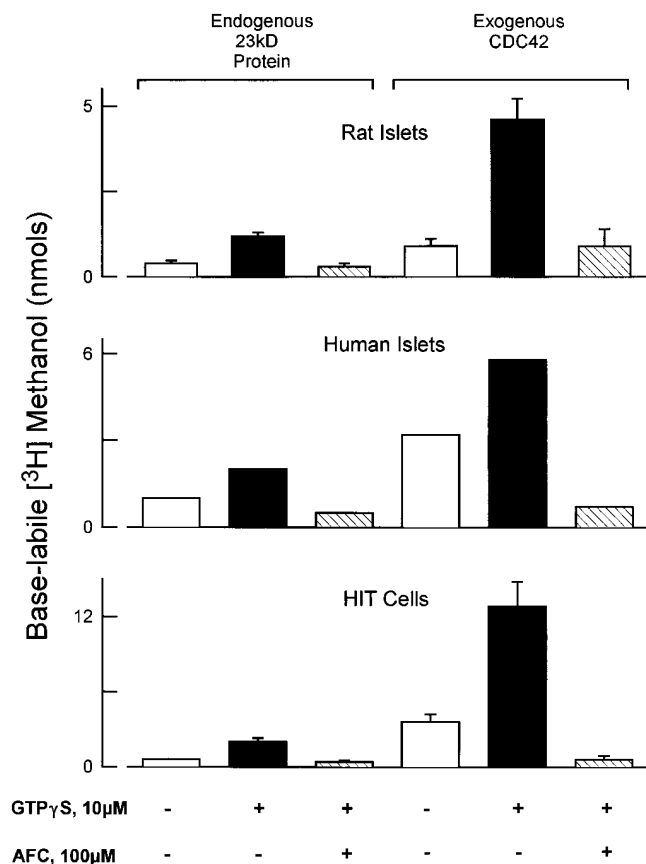 Endogenous
23kD
Protein
Exogenous
CDC42
Base-labile [³H] Methanol (nmols)
5
Rat Islets
0
6
Human Islets
0
12
HIT Cells
0
GTPγS, 10μM - + + - + +
AFC, 100μM - - + - - +